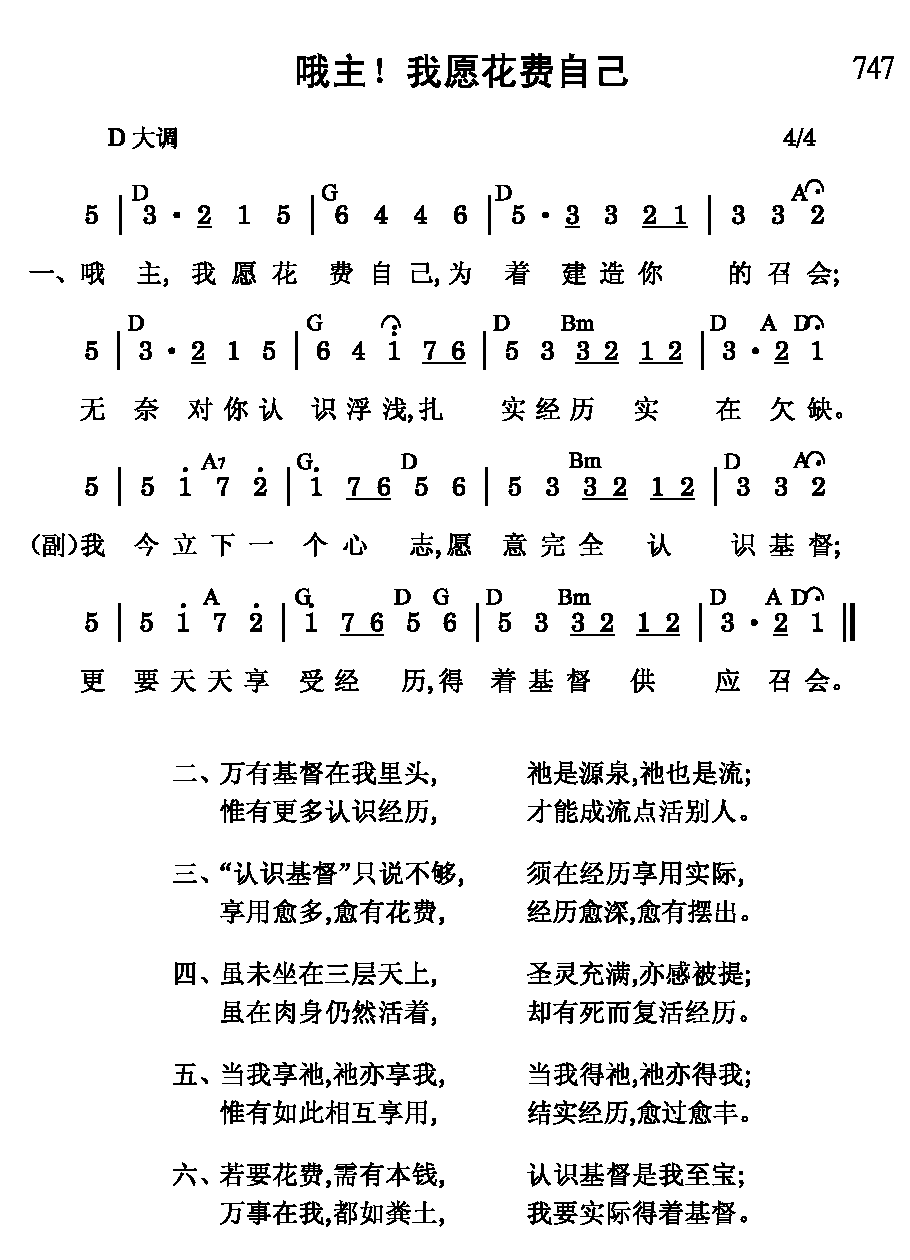 哦主！我愿花费自己 747
D 大调 4/4
D G D A
5 | 3 · 2 1 5 | 6 4 4 6 | 5 · 3 3 2 1 | 3 3 2
一、哦 主, 我 愿 花 费 自 己, 为 着 建 造 你 的 召 会;
D G D Bm D A D
5 | 3 · 2 1 5 | 6 4 1 7 6 | 5 3 3 2 1 2 | 3 · 2 1
无 奈 对 你 认 识 浮 浅, 扎 实 经 历 实 在 欠 缺。
A7 G D Bm D A
5 | 5 1 7 2 | 1 7 6 5 6 | 5 3 3 2 1 2 | 3 3 2
（副）我 今 立 下 一 个 心 志, 愿 意 完 全 认 识 基 督;
A G D G D Bm D A D
5 | 5 1 7 2 | 1 7 6 5 6 | 5 3 3 2 1 2 | 3 · 2 1 ‖
更 要 天 天 享 受 经 历, 得 着 基 督 供 应 召 会。
二、万有基督在我里头, 祂是源泉,祂也是流;
惟有更多认识经历, 才能成流点活别人。
三、“认识基督”只说不够, 须在经历享用实际,
享用愈多,愈有花费, 经历愈深,愈有摆出。
四、虽未坐在三层天上, 圣灵充满,亦感被提;
虽在肉身仍然活着, 却有死而复活经历。
五、当我享祂,祂亦享我, 当我得祂,祂亦得我;
惟有如此相互享用, 结实经历,愈过愈丰。
六、若要花费,需有本钱, 认识基督是我至宝;
万事在我,都如粪土, 我要实际得着基督。